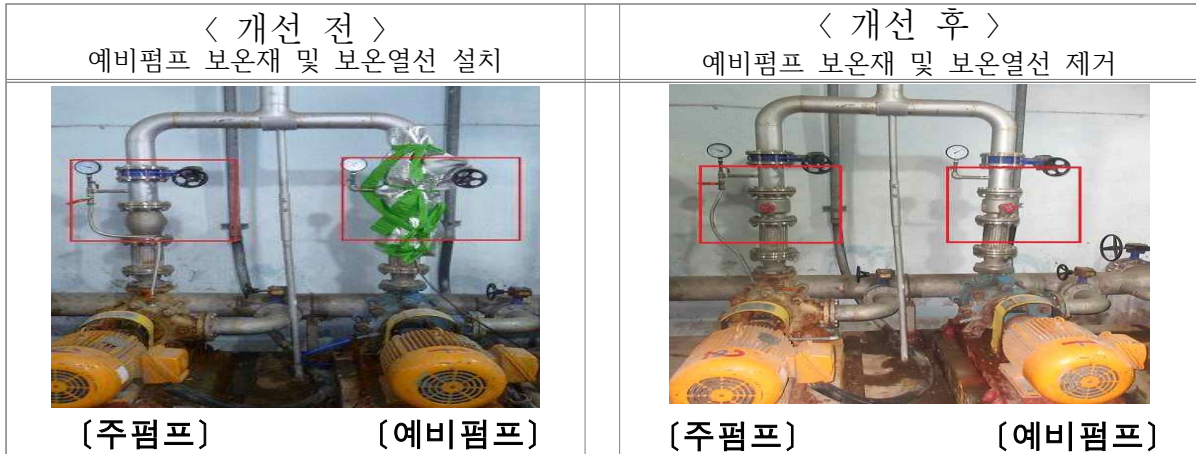 〈 개선 전 〉
예비펌프 보온재 및 보온열선 설치
〈 개선 후 〉
예비펌프 보온재 및 보온열선 제거
〔주펌프〕
〔예비펌프〕
〔주펌프〕
〔예비펌프〕